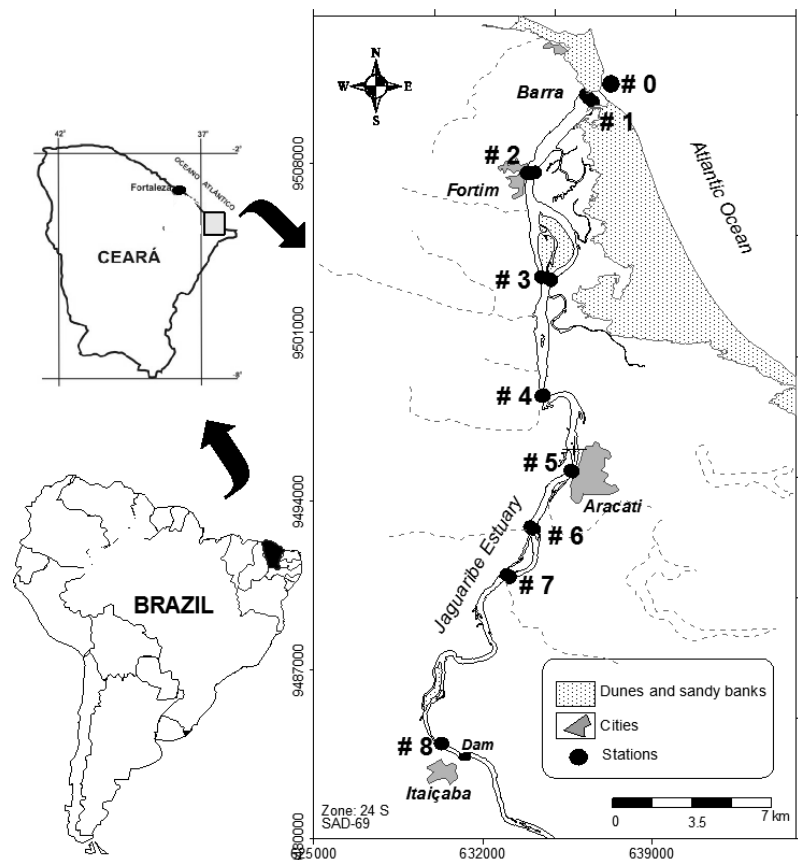 42'
37'
-2'
OCEANO ATLÂNTICO
Fortaleza
CEARÁ
-8'
BRAZIL
N
W
E
S
Barra
# 0
# 1
# 2
Fortim
Atlantic Ocean
# 3
# 4
# 5
Aracati
# 6
Jaguaribe Estuary
# 7
# 8
Dam
Itaiçaba
Dunes and sandy banks
Cities
Stations
Zone: 24 S
SAD-69
0
3.5
7 km
9508000
9501000
9494000
9487000
632000
639000